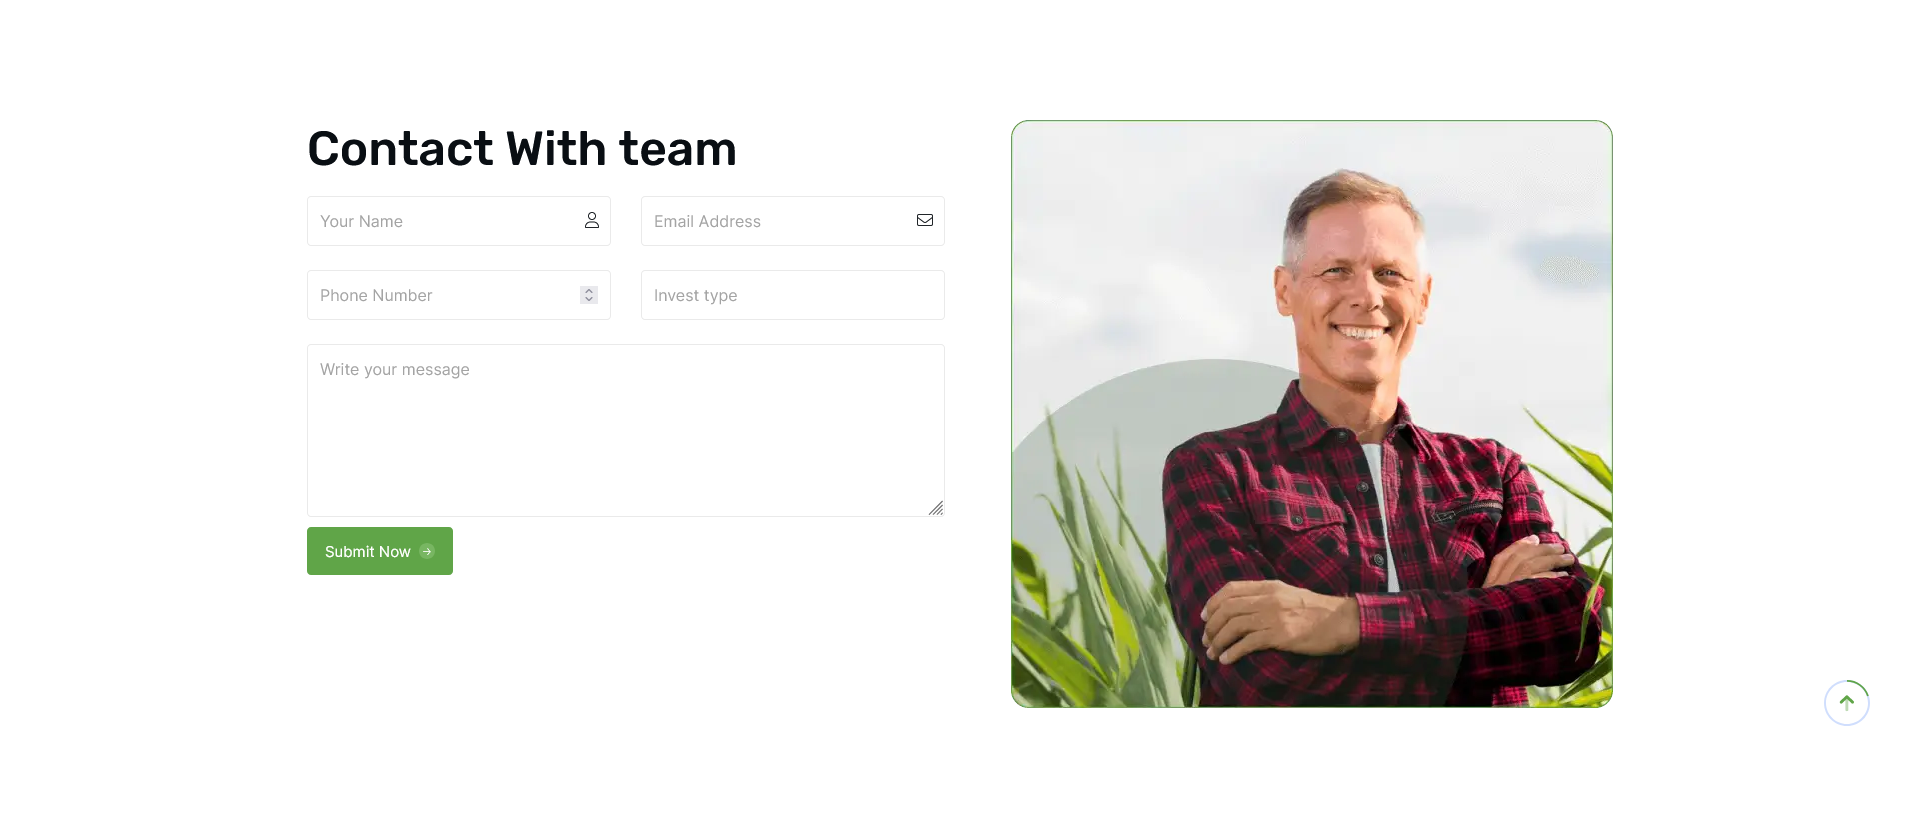 Contact With team
Your Name
Email Address
Phone Number
Invest type
Write your message
Submit Now